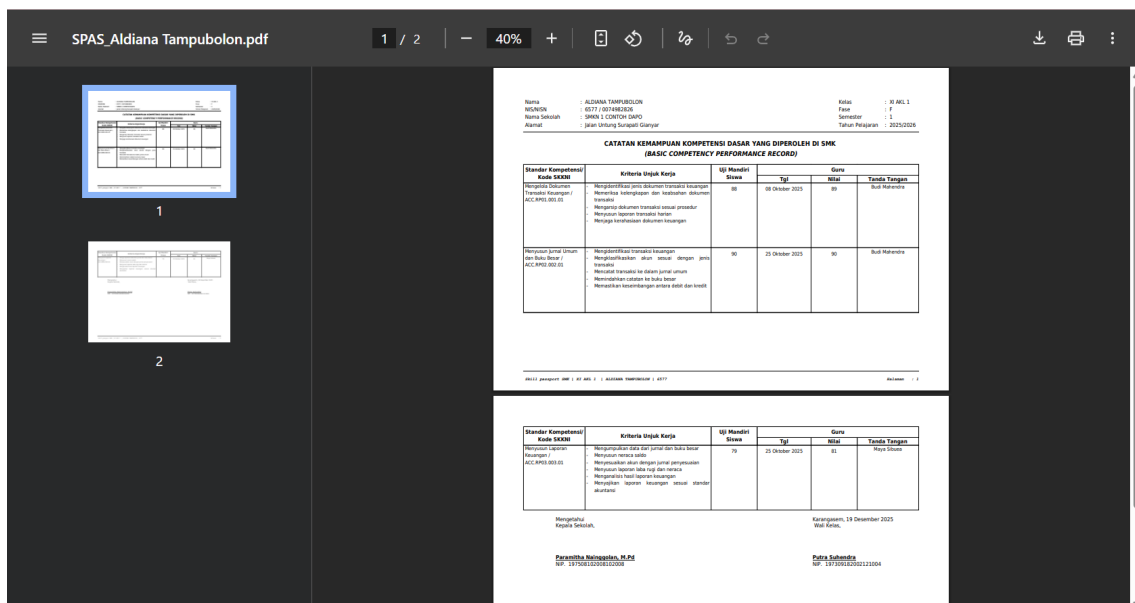 SPAS_Aldiana Tampubolon.pdf
1 / 2
40%
1
2
Nama : ALDIANA TAMPUBOLON Kelas : XI AKL 1
NIS/NISN : 6577 / 0074982826 Fase : F
Nama Sekolah : SMKN 1 CONTOH DAPO Semester : 1
Alamat : Jalan Untung Surapati Gianyar Tahun Pelajaran : 2025/2026
CATATAN KEMAMPUAN KOMPETENSI DASAR YANG DIPEROLEH DI SMK
(BASIC COMPETENCY PERFORMANCE RECORD)
Standar Kompetensi/ Kode SKKNI Kriteria Unjuk Kerja Uji Mandiri Siswa Guru
Tgl Nilai Tanda Tangan
Mengelola Dokumen Transaksi Keuangan / ACC.RP01.001.01
- Mengidentifikasi jenis dokumen transaksi keuangan
- Memeriksa kelengkapan dan keabsahan dokumen
transaksi
- Mengarsip dokumen transaksi sesuai prosedur
- Menyusun laporan transaksi harian
- Menjaga kerahasiaan dokumen keuangan
88 08 Oktober 2025 89 Budi Mahendra
Menyusun Jurnal Umum dan Buku Besar / ACC.RP02.002.01
- Mengidentifikasi transaksi keuangan
- Mengklasifikasikan akun sesuai dengan jenis
transaksi
- Mencatat transaksi ke dalam jurnal umum
- Memindahkan catatan ke buku besar
- Memastikan keseimbangan antara debit dan kredit
90 25 Oktober 2025 90 Budi Mahendra
Skill passport SMK | XI AKL 1 | ALDIANA TAMPUBOLON | 6577 Halaman : 1
Standar Kompetensi/ Kode SKKNI Kriteria Unjuk Kerja Uji Mandiri Siswa Guru
Tgl Nilai Tanda Tangan
Menyusun Laporan Keuangan / ACC.RP03.003.01
- Mengumpulkan data dari jurnal dan buku besar
- Menyusun neraca saldo
- Menyesuaikan akun dengan jurnal penyesuaian
- Menyusun laporan laba rugi dan neraca
- Menganalisis hasil laporan keuangan
- Menyajikan laporan keuangan sesuai standar
akuntansi
79 25 Oktober 2025 81 Maya Sibuea
Mengetahui
Kepala Sekolah,
Paramitha Nainggolan, M.Pd
NIP. 197508102008102008
Karangasem, 19 Desember 2025
Wali Kelas,
Putra Suhendra
NIP. 197309182002121004